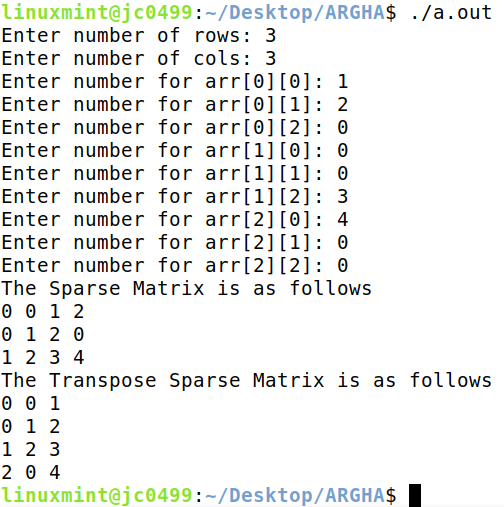 linuxmint@jc0499:~/Desktop/ARGHA$ ./a.out
Enter number of rows: 3
Enter number of cols: 3
Enter number for arr[0][0]: 1
Enter number for arr[0][1]: 2
Enter number for arr[0][2]: 0
Enter number for arr[1][0]: 0
Enter number for arr[1][1]: 0
Enter number for arr[1][2]: 3
Enter number for arr[2][0]: 4
Enter number for arr[2][1]: 0
Enter number for arr[2][2]: 0
The Sparse Matrix is as follows
0 0 1 2
0 1 2 0
1 2 3 4
The Transpose Sparse Matrix is as follows
0 0 1
0 1 2
1 2 3
2 0 4
linuxmint@jc0499:~/Desktop/ARGHA$